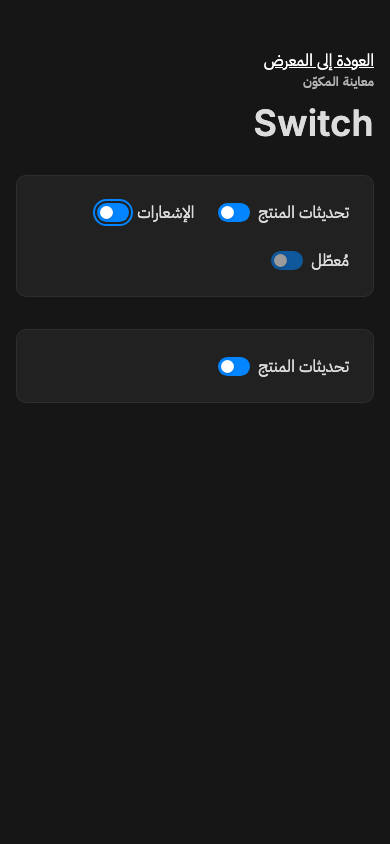 العودة إلى المعرض
معاينة المكوّن
Switch
تحديثات المنتج
الإشعارات
مُعطّل
تحديثات المنتج